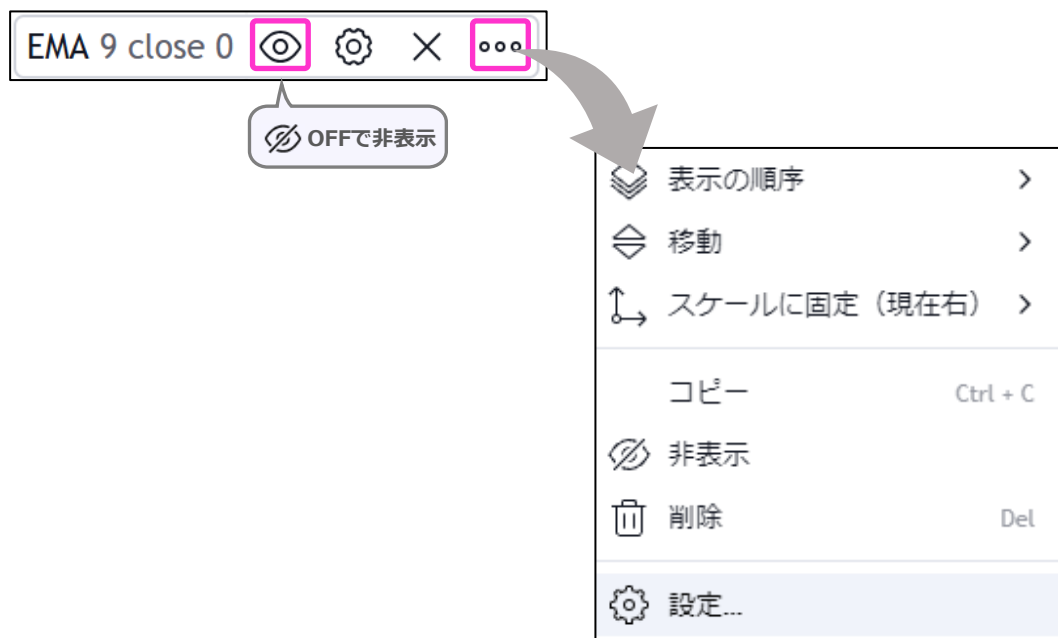 EMA 9 close 0
OFFで非表示
表示の順序
移動
スケールに固定（現在右）
コピー Ctrl + C
非表示
削除 Del
設定...